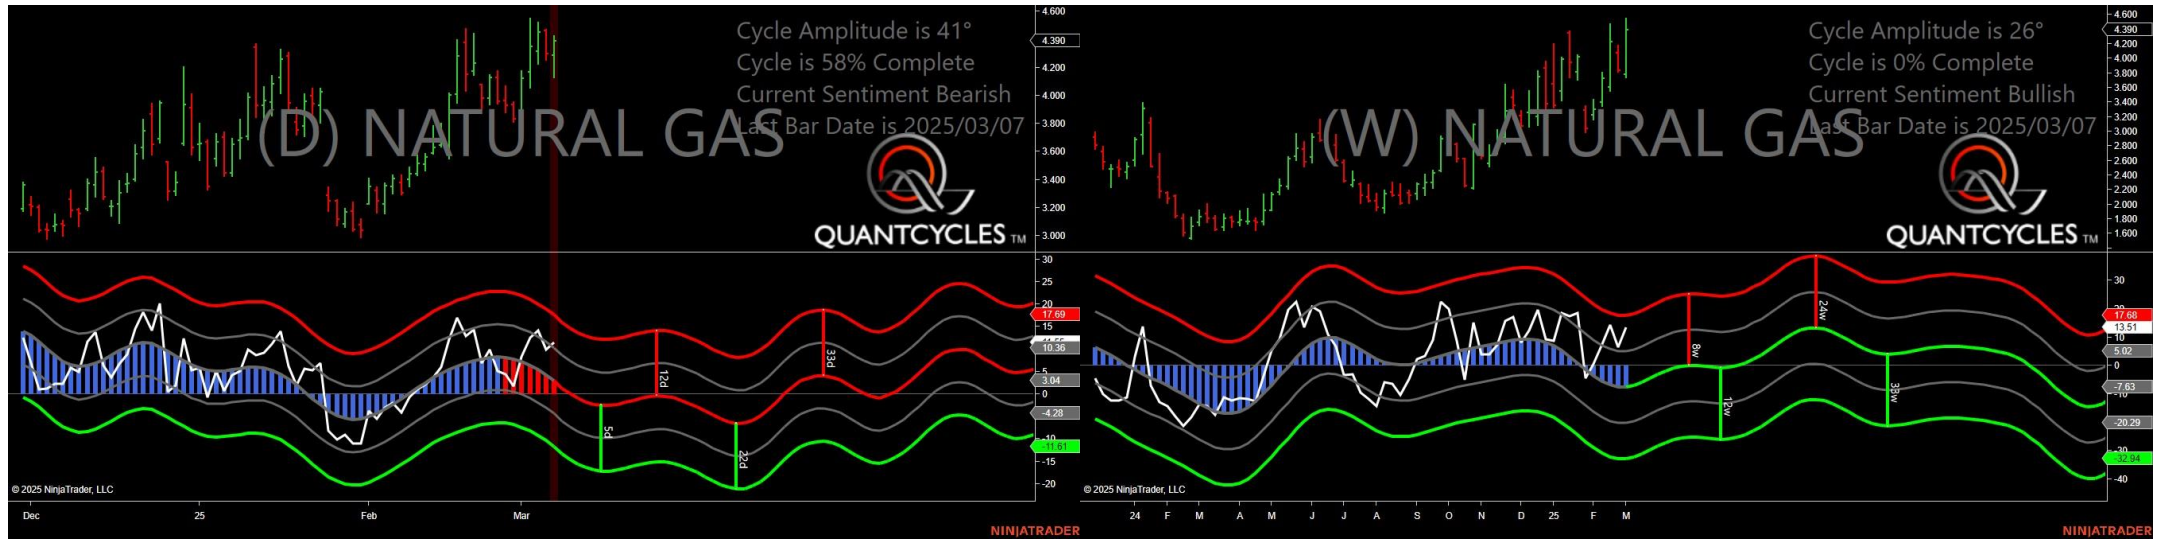 Cycle Amplitude is 41°
Cycle is 58% Complete
Current Sentiment Bearish
Last Bar Date is 2025/03/07
(D) NATURAL GAS
QUANTCYCLES TM
4.600
4.390
4.200
4.000
3.800
3.600
3.400
3.200
3.000
30
25
20
17.69
15
10.36
5
3.04
0
-4.28
-10
-11.61
-15
-20
12d
33d
5d
22d
© 2025 NinjaTrader, LLC
Dec 25 Feb Mar
NINJATRADER
Cycle Amplitude is 26°
Cycle is 0% Complete
Current Sentiment Bullish
Last Bar Date is 2025/03/07
(W) NATURAL GAS
QUANTCYCLES TM
4.600
4.390
4.200
4.000
3.800
3.600
3.400
3.200
3.000
2.800
2.600
2.400
2.200
2.000
1.800
1.600
30
17.68
13.51
10
5.02
0
-7.63
-10
-20.29
-30
-32.94
-40
24w
8w
12w
33w
© 2025 NinjaTrader, LLC
24 F M A M J J A S O N D 25 F M
NINJATRADER